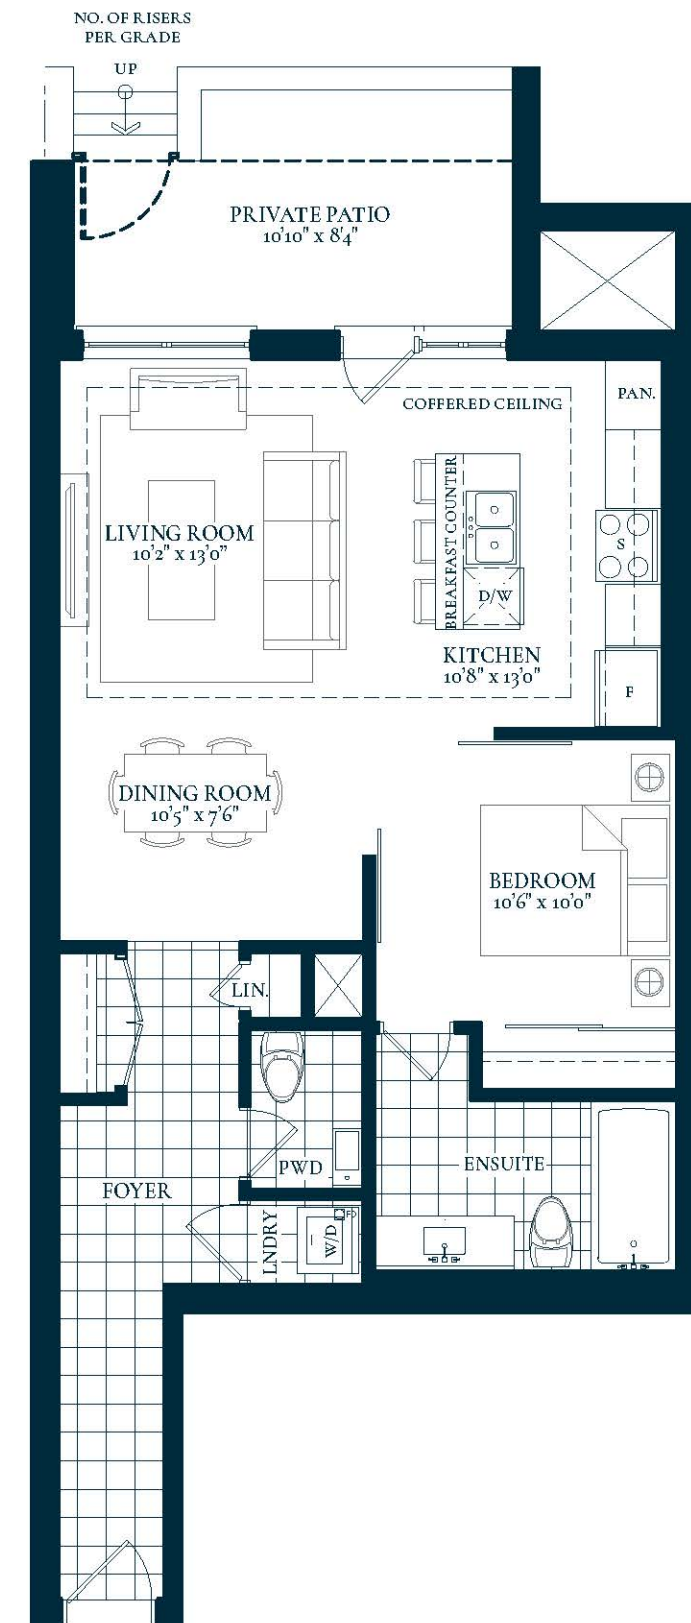 NO. OF RISERS
PER GRADE
UP
PRIVATE PATIO
10'10" x 8'4"
COFFERED CEILING
PAN.
LIVING ROOM
10'2" x 13'0"
BREAKFAST COUNTER
S
D/W
KITCHEN
10'8" x 13'0"
F
DINING ROOM
10'5" x 7'6"
BEDROOM
10'6" x 10'0"
LIN.
PWD
ENSUITE
FOYER
LNDRY
W/D
FD